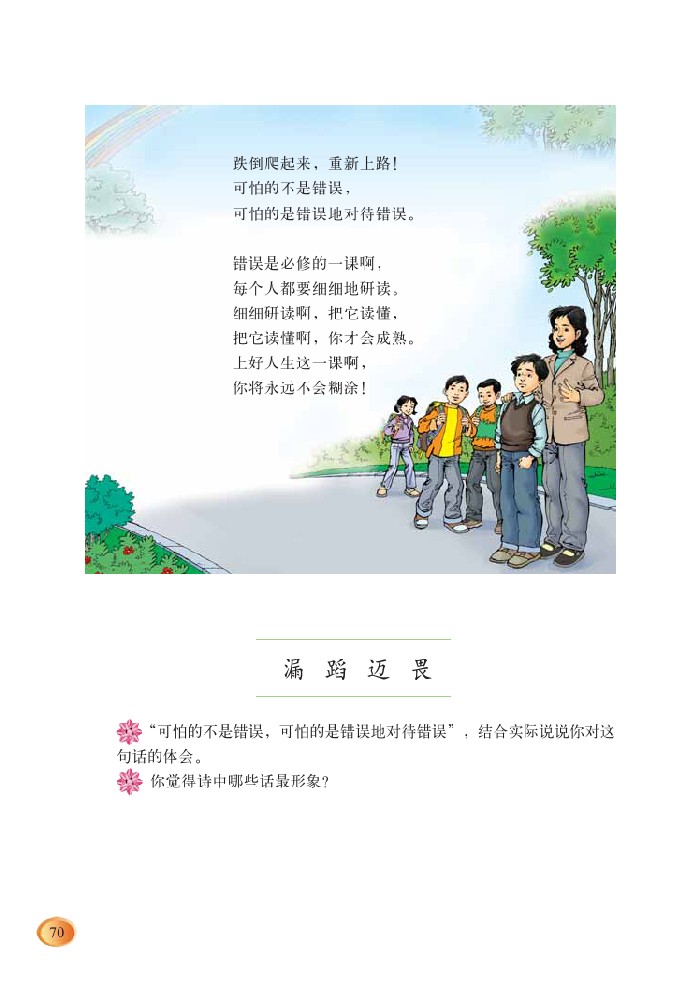 跌倒爬起来，重新上路！
可怕的不是错误，
可怕的是错误地对待错误。
错误是必修的一课啊，
每个人都要细细地研读。
细细研读啊，把它读懂，
把它读懂啊，你才会成熟。
上好人生这一课啊，
你将永远不会糊涂！
漏 蹈 迈 畏
“可怕的不是错误，可怕的是错误地对待错误”，结合实际说说你对这
句话的体会。
你觉得诗中哪些话最形象？
70